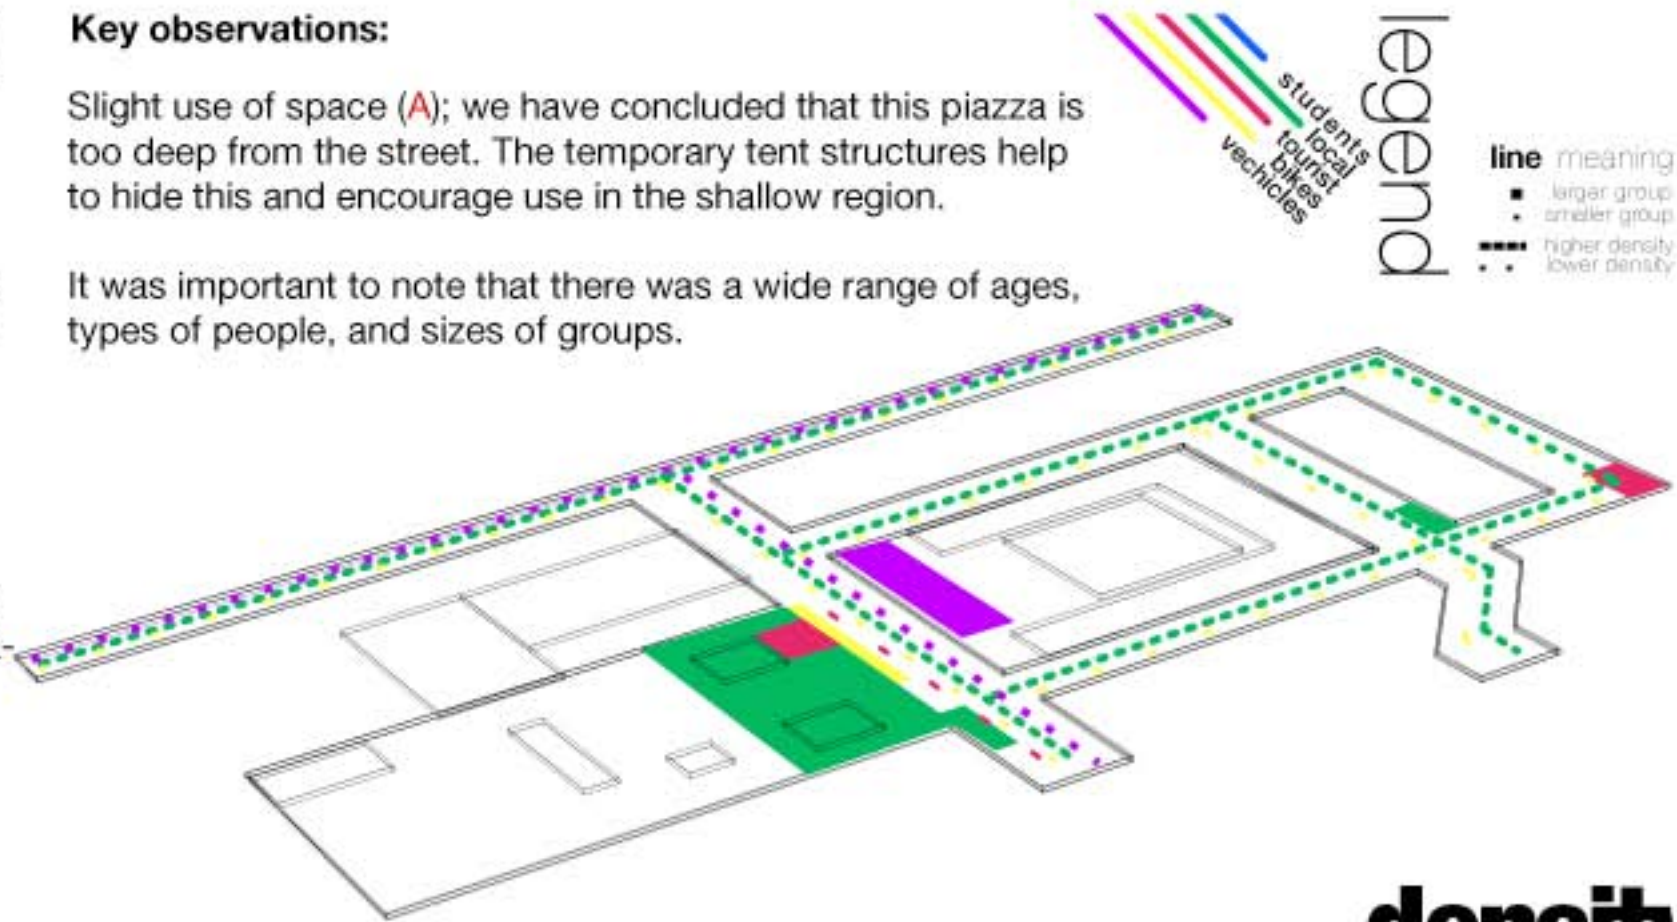 Key observations:
Slight use of space (A); we have concluded that this piazza is
too deep from the street. The temporary tent structures help
to hide this and encourage use in the shallow region.
It was important to note that there was a wide range of ages,
types of people, and sizes of groups.
students
local
tourist
bikes
vechicles
legend
line meaning
larger group
smaller group
higher density
lower density